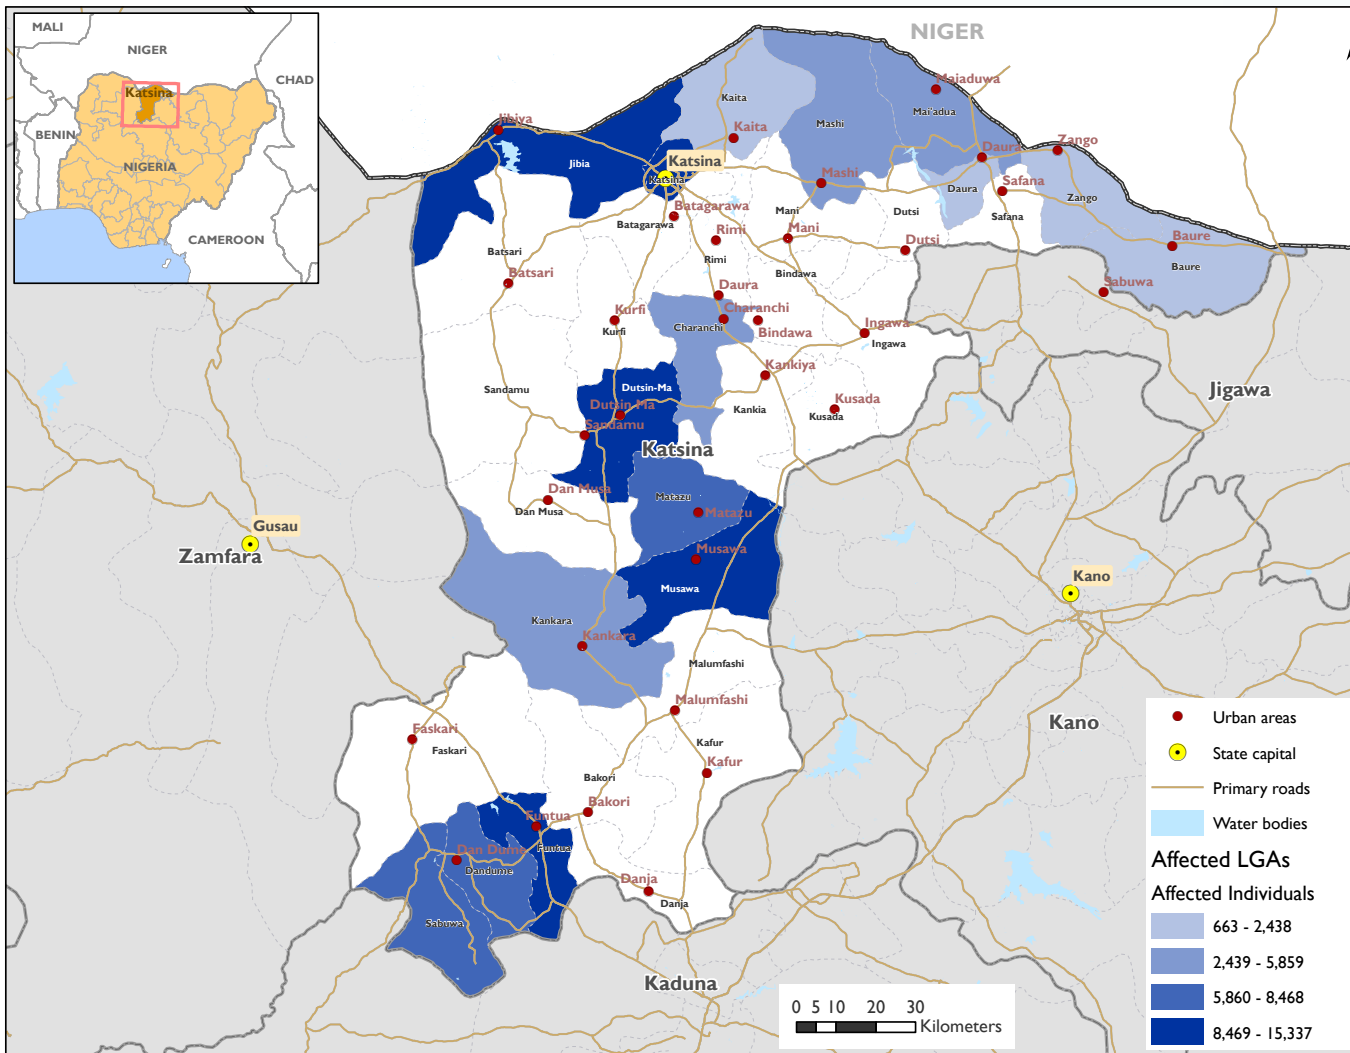 MALI
NIGER
CHAD
Katsina
BENIN
NIGERIA
CAMEROON
NIGER
Jibiya
Jibia
Kaita
Kaita
Katsina
Katsina
Mashi
Mashi
Maiaduwa
Mai'adua
Daura
Daura
Zango
Zango
Safana
Safana
Batagarawa
Batagarawa
Rimi
Rimi
Mani
Mani
Dutsi
Dutsi
Baure
Baure
Batsari
Batsari
Bindawa
Sabuwa
Daura
Kurfi
Kurfi
Charanchi
Charanchi
Bindawa
Ingawa
Ingawa
Kankiya
Kankia
Kusada
Kusada
Sandamu
Dutsin-Ma
Dutsin Ma
Sandamu
Katsina
Jigawa
Dan Musa
Dan Musa
Matazu
Matazu
Musawa
Musawa
Gusau
Zamfara
Kano
Kankara
Kankara
Malumfashi
Malumfashi
Kano
Faskari
Faskari
Kafur
Kafur
Bakori
Bakori
Funtua
Funtua
Dan Dume
Dandume
Sabuwa
Danja
Danja
Kaduna
0 5 10 20 30
Kilometers
Urban areas
State capital
Primary roads
Water bodies
Affected LGAs
Affected Individuals
663 - 2,438
2,439 - 5,859
5,860 - 8,468
8,469 - 15,337